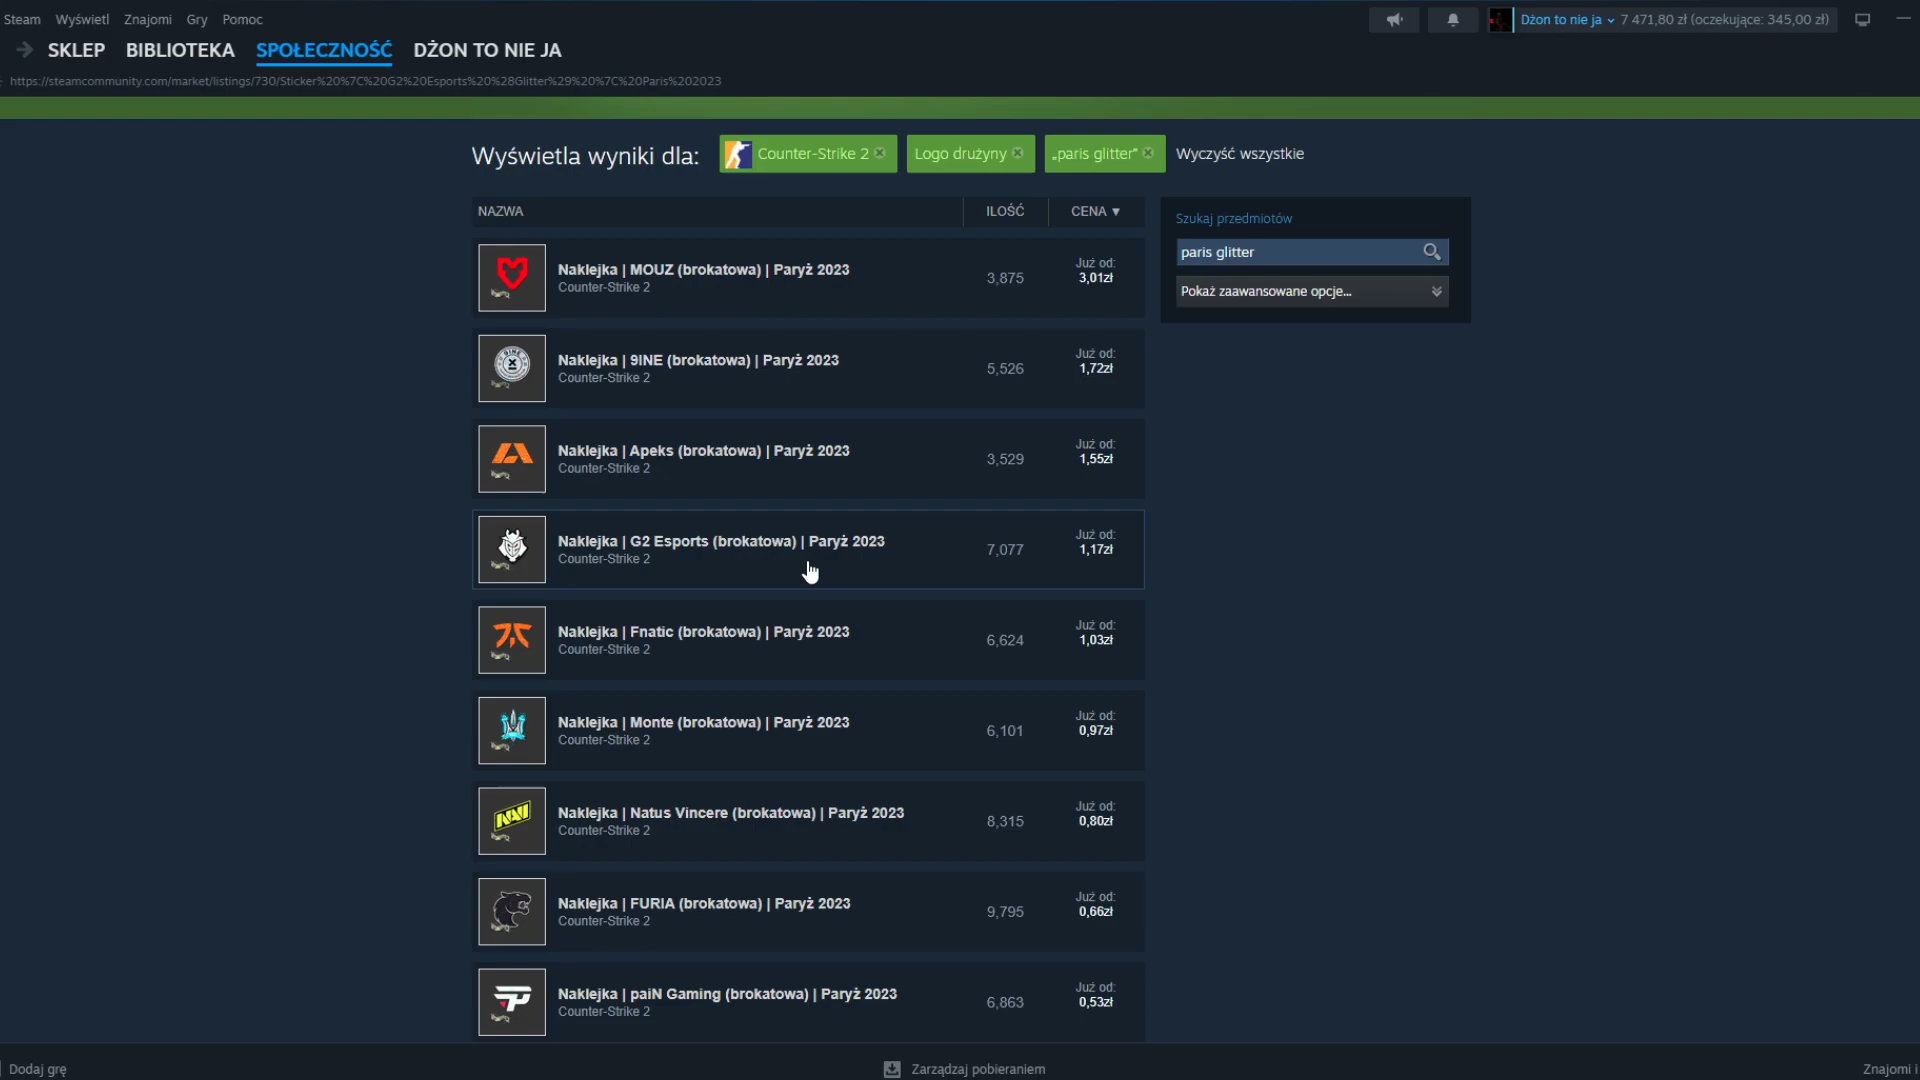 Steam Wyświetl Znajomi Gry Pomoc
Dżon to nie ja 7 471,80 zł (oczekujące: 345,00 zł)
SKLEP BIBLIOTEKA SPOŁECZNOŚĆ DŻON TO NIE JA
https://steamcommunity.com/market/listings/730/Sticker%20%7C%20G2%20Esports%20%28Glitter%29%20%7C%20Paris%202023
Wyświetla wyniki dla: Counter-Strike 2 Logo drużyny „paris glitter” Wyczyść wszystkie
NAZWA ILOŚĆ CENA ▼
Szukaj przedmiotów
paris glitter
Pokaż zaawansowane opcje...
Naklejka | MOUZ (brokatowa) | Paryż 2023
Counter-Strike 2
3,875
Już od:
3,01zł
9INE
Naklejka | 9INE (brokatowa) | Paryż 2023
Counter-Strike 2
5,526
Już od:
1,72zł
Naklejka | Apeks (brokatowa) | Paryż 2023
Counter-Strike 2
3,529
Już od:
1,55zł
Naklejka | G2 Esports (brokatowa) | Paryż 2023
Counter-Strike 2
7,077
Już od:
1,17zł
Naklejka | Fnatic (brokatowa) | Paryż 2023
Counter-Strike 2
6,624
Już od:
1,03zł
Naklejka | Monte (brokatowa) | Paryż 2023
Counter-Strike 2
6,101
Już od:
0,97zł
Naklejka | Natus Vincere (brokatowa) | Paryż 2023
Counter-Strike 2
8,315
Już od:
0,80zł
Naklejka | FURIA (brokatowa) | Paryż 2023
Counter-Strike 2
9,795
Już od:
0,66zł
Naklejka | paiN Gaming (brokatowa) | Paryż 2023
Counter-Strike 2
6,863
Już od:
0,53zł
Dodaj grę
Zarządzaj pobieraniem
Znajomi i